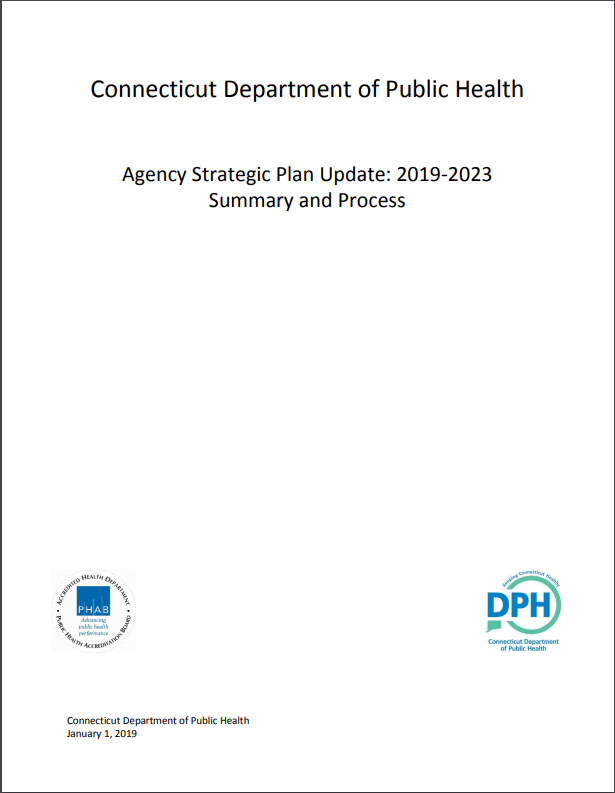 Connecticut Department of Public Health
Agency Strategic Plan Update: 2019-2023
Summary and Process
ACCREDITED HEALTH DEPARTMENT
PHAB
Advancing
public health
performance
PUBLIC HEALTH ACCREDITATION BOARD
Keeping Connecticut Healthy
DPH
Connecticut Department
of Public Health
Connecticut Department of Public Health
January 1, 2019